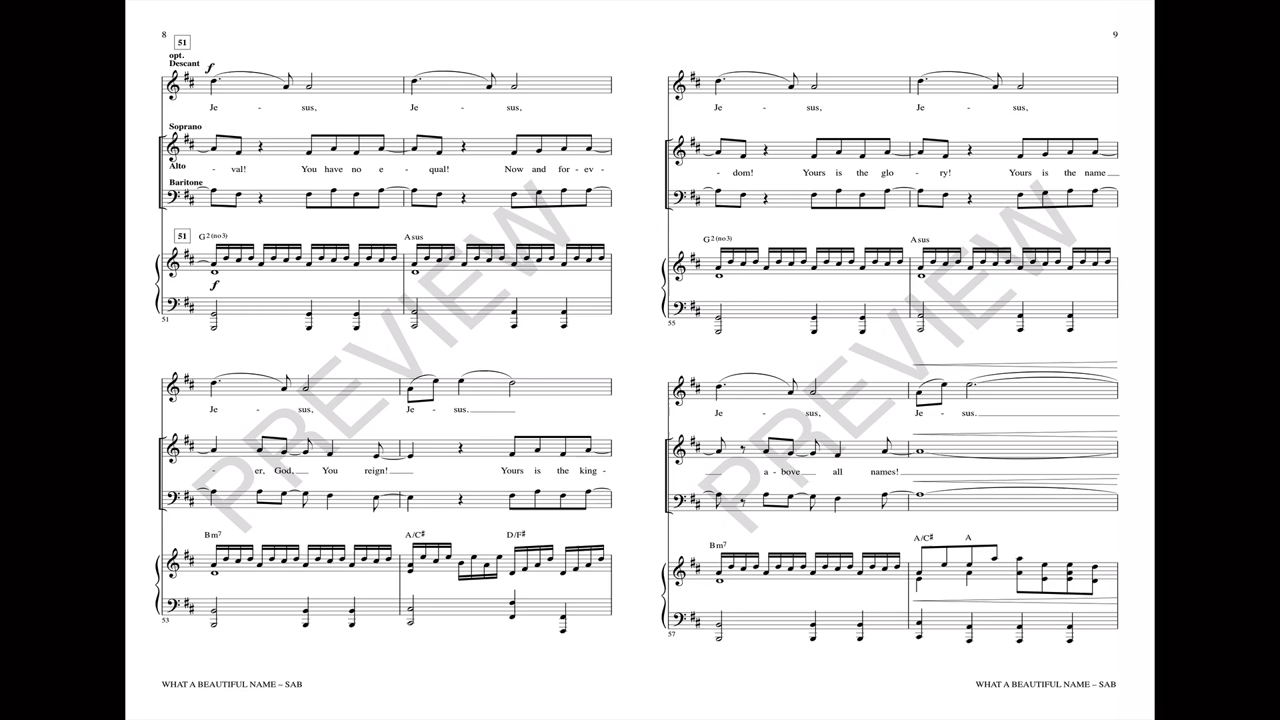 8
51
opt.
Descant
f
Je - sus, Je - sus,
Soprano
Alto
- val! You have no e - qual! Now and for - ev -
Baritone
51
G2(no3) Asus
f
51
Je - sus, Je - sus.
- er, God, You reign! Yours is the king -
Bm7 A/C♯ D/F♯
53
WHAT A BEAUTIFUL NAME – SAB
9
Je - sus, Je - sus,
- dom! Yours is the glo - ry! Yours is the name
G2(no3) Asus
55
Je - sus, Je - sus.
a - bove all names!
Bm7 A/C♯ A
57
WHAT A BEAUTIFUL NAME – SAB
PREVIEW
PREVIEW